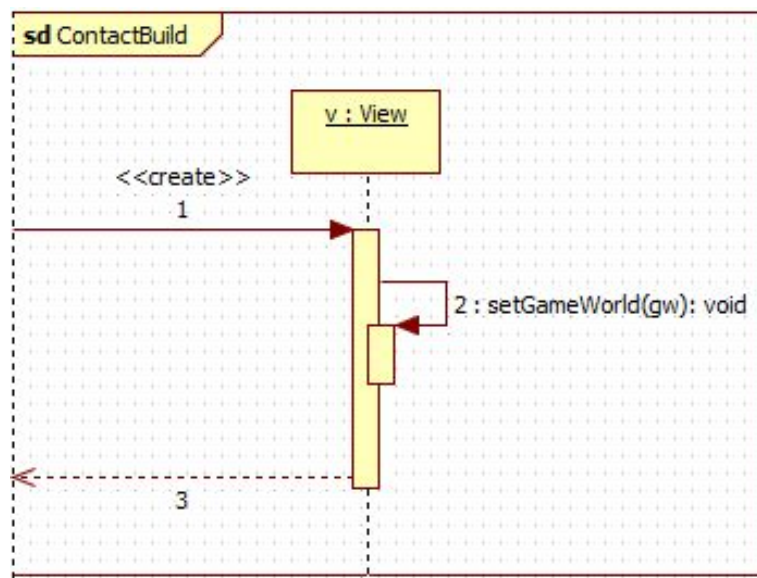 sd ContactBuild
v : View
<<create>>
1
2 : setGameWorld(gw): void
3